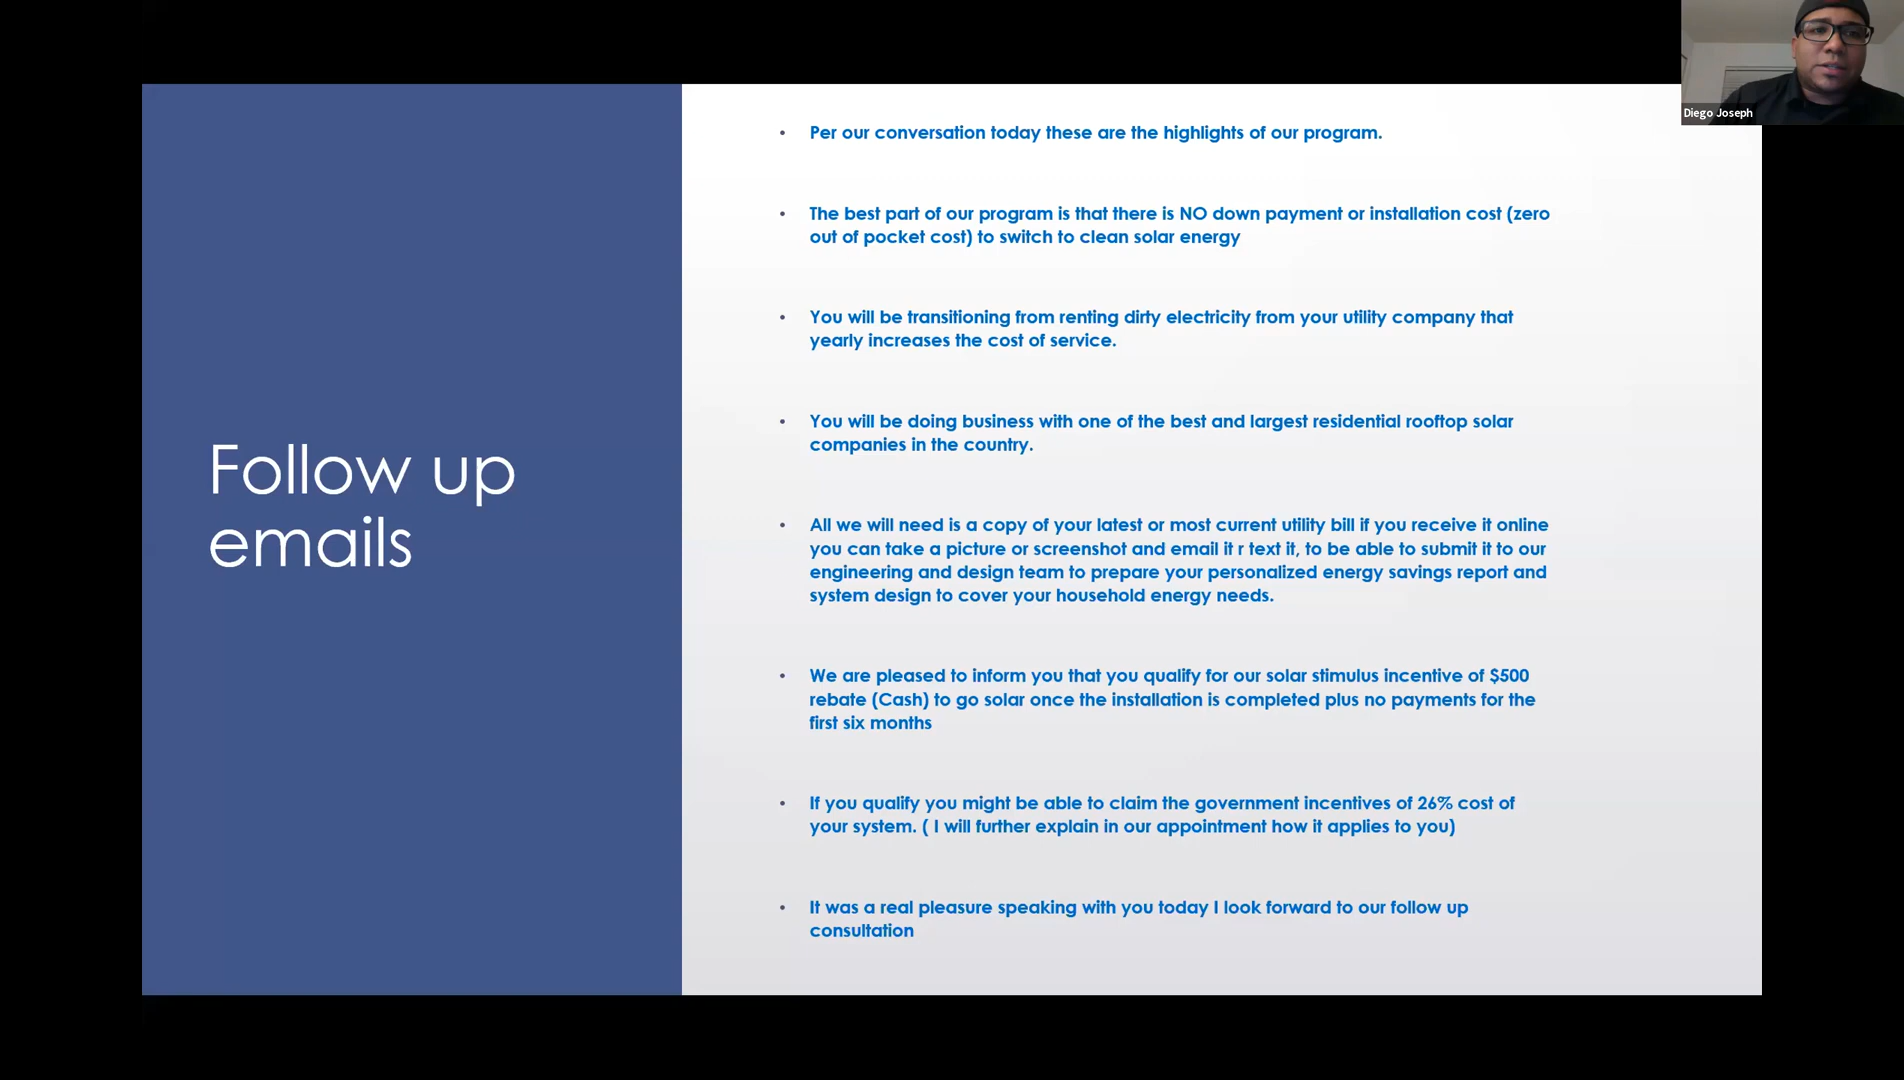 Follow up
emails
• Per our conversation today these are the highlights of our program.
• The best part of our program is that there is NO down payment or installation cost (zero
out of pocket cost) to switch to clean solar energy
• You will be transitioning from renting dirty electricity from your utility company that
yearly increases the cost of service.
• You will be doing business with one of the best and largest residential rooftop solar
companies in the country.
• All we will need is a copy of your latest or most current utility bill if you receive it online
you can take a picture or screenshot and email it r text it, to be able to submit it to our
engineering and design team to prepare your personalized energy savings report and
system design to cover your household energy needs.
• We are pleased to inform you that you qualify for our solar stimulus incentive of $500
rebate (Cash) to go solar once the installation is completed plus no payments for the
first six months
• If you qualify you might be able to claim the government incentives of 26% cost of
your system. ( I will further explain in our appointment how it applies to you)
• It was a real pleasure speaking with you today I look forward to our follow up
consultation
Diego Joseph